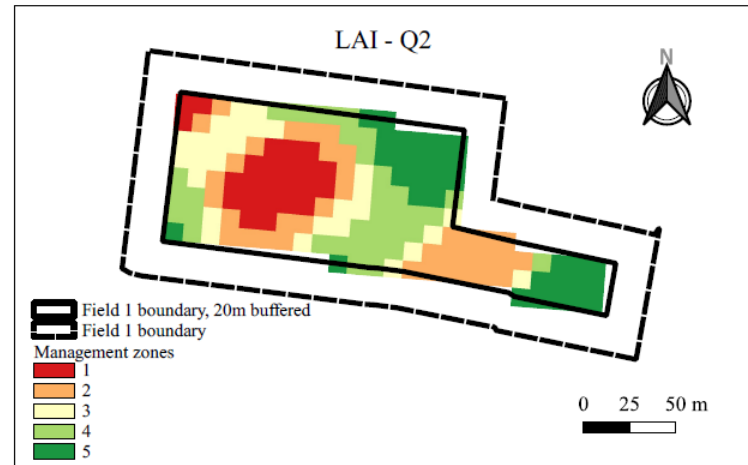 LAI - Q2
N
Field 1 boundary, 20m buffered
Field 1 boundary
Management zones
1
2
3
4
5
0 25 50 m